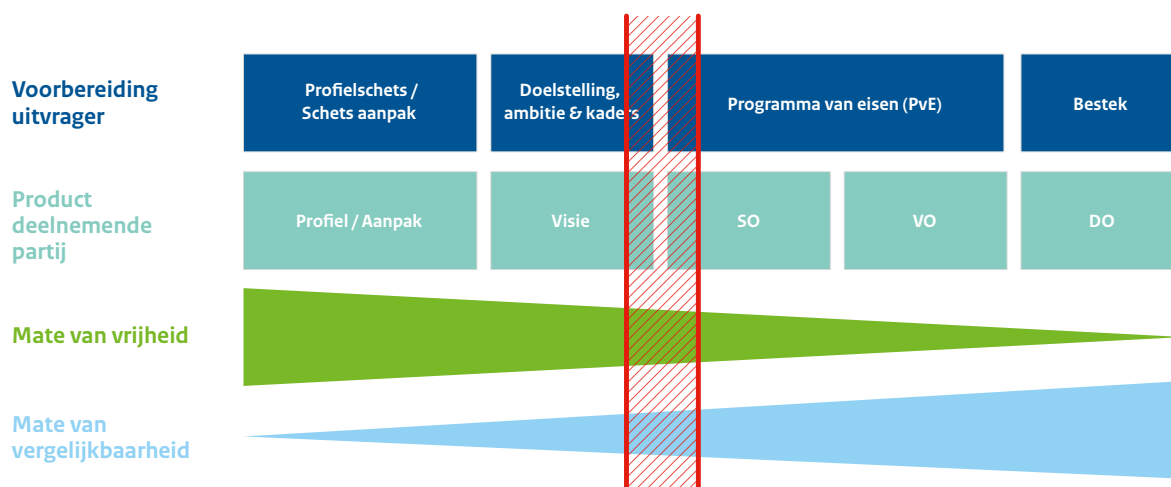 Voorbereiding
uitvrager
Profielschets /
Schets aanpak
Doelstelling,
ambitie & kaders
Programma van eisen (PvE)
Bestek
Product
deelnemende
partij
Profiel / Aanpak
Visie
SO
VO
DO
Mate van vrijheid
Mate van
vergelijkbaarheid